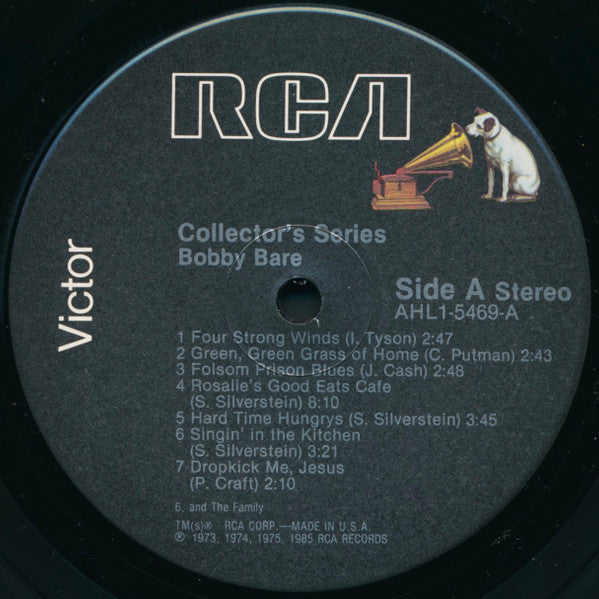 RCA
Victor
Collector's Series
Bobby Bare
Side A Stereo
AHL1-5469-A
1 Four Strong Winds (I. Tyson) 2:47
2 Green, Green Grass of Home (C. Putman) 2:43
3 Folsom Prison Blues (J. Cash) 2:48
4 Rosalie's Good Eats Cafe
(S. Silverstein) 8:10
5 Hard Time Hungrys (S. Silverstein) 3:45
6 Singin' in the Kitchen
(S. Silverstein) 3:21
7 Dropkick Me, Jesus
(P. Craft) 2:10
6. and The Family
TM(s)® RCA CORP.—MADE IN U.S.A.
℗ 1973, 1974, 1975, 1985 RCA RECORDS